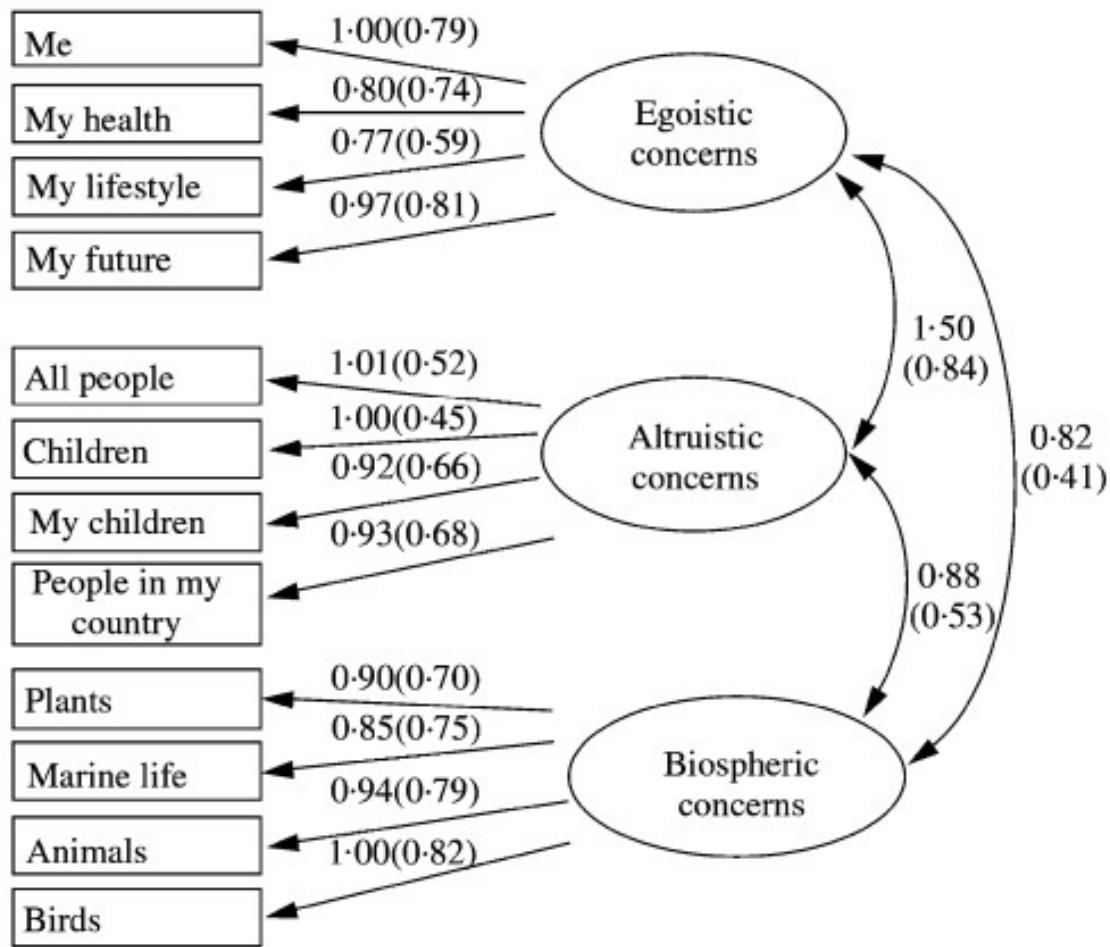 Me
1·00(0·79)
My health
0·80(0·74)
My lifestyle
0·77(0·59)
My future
0·97(0·81)
Egoistic
concerns
1·50
(0·84)
0·82
(0·41)
All people
1·01(0·52)
Children
1·00(0·45)
My children
0·92(0·66)
People in my
country
0·93(0·68)
Altruistic
concerns
0·88
(0·53)
Plants
0·90(0·70)
Marine life
0·85(0·75)
Animals
0·94(0·79)
Birds
1·00(0·82)
Biospheric
concerns